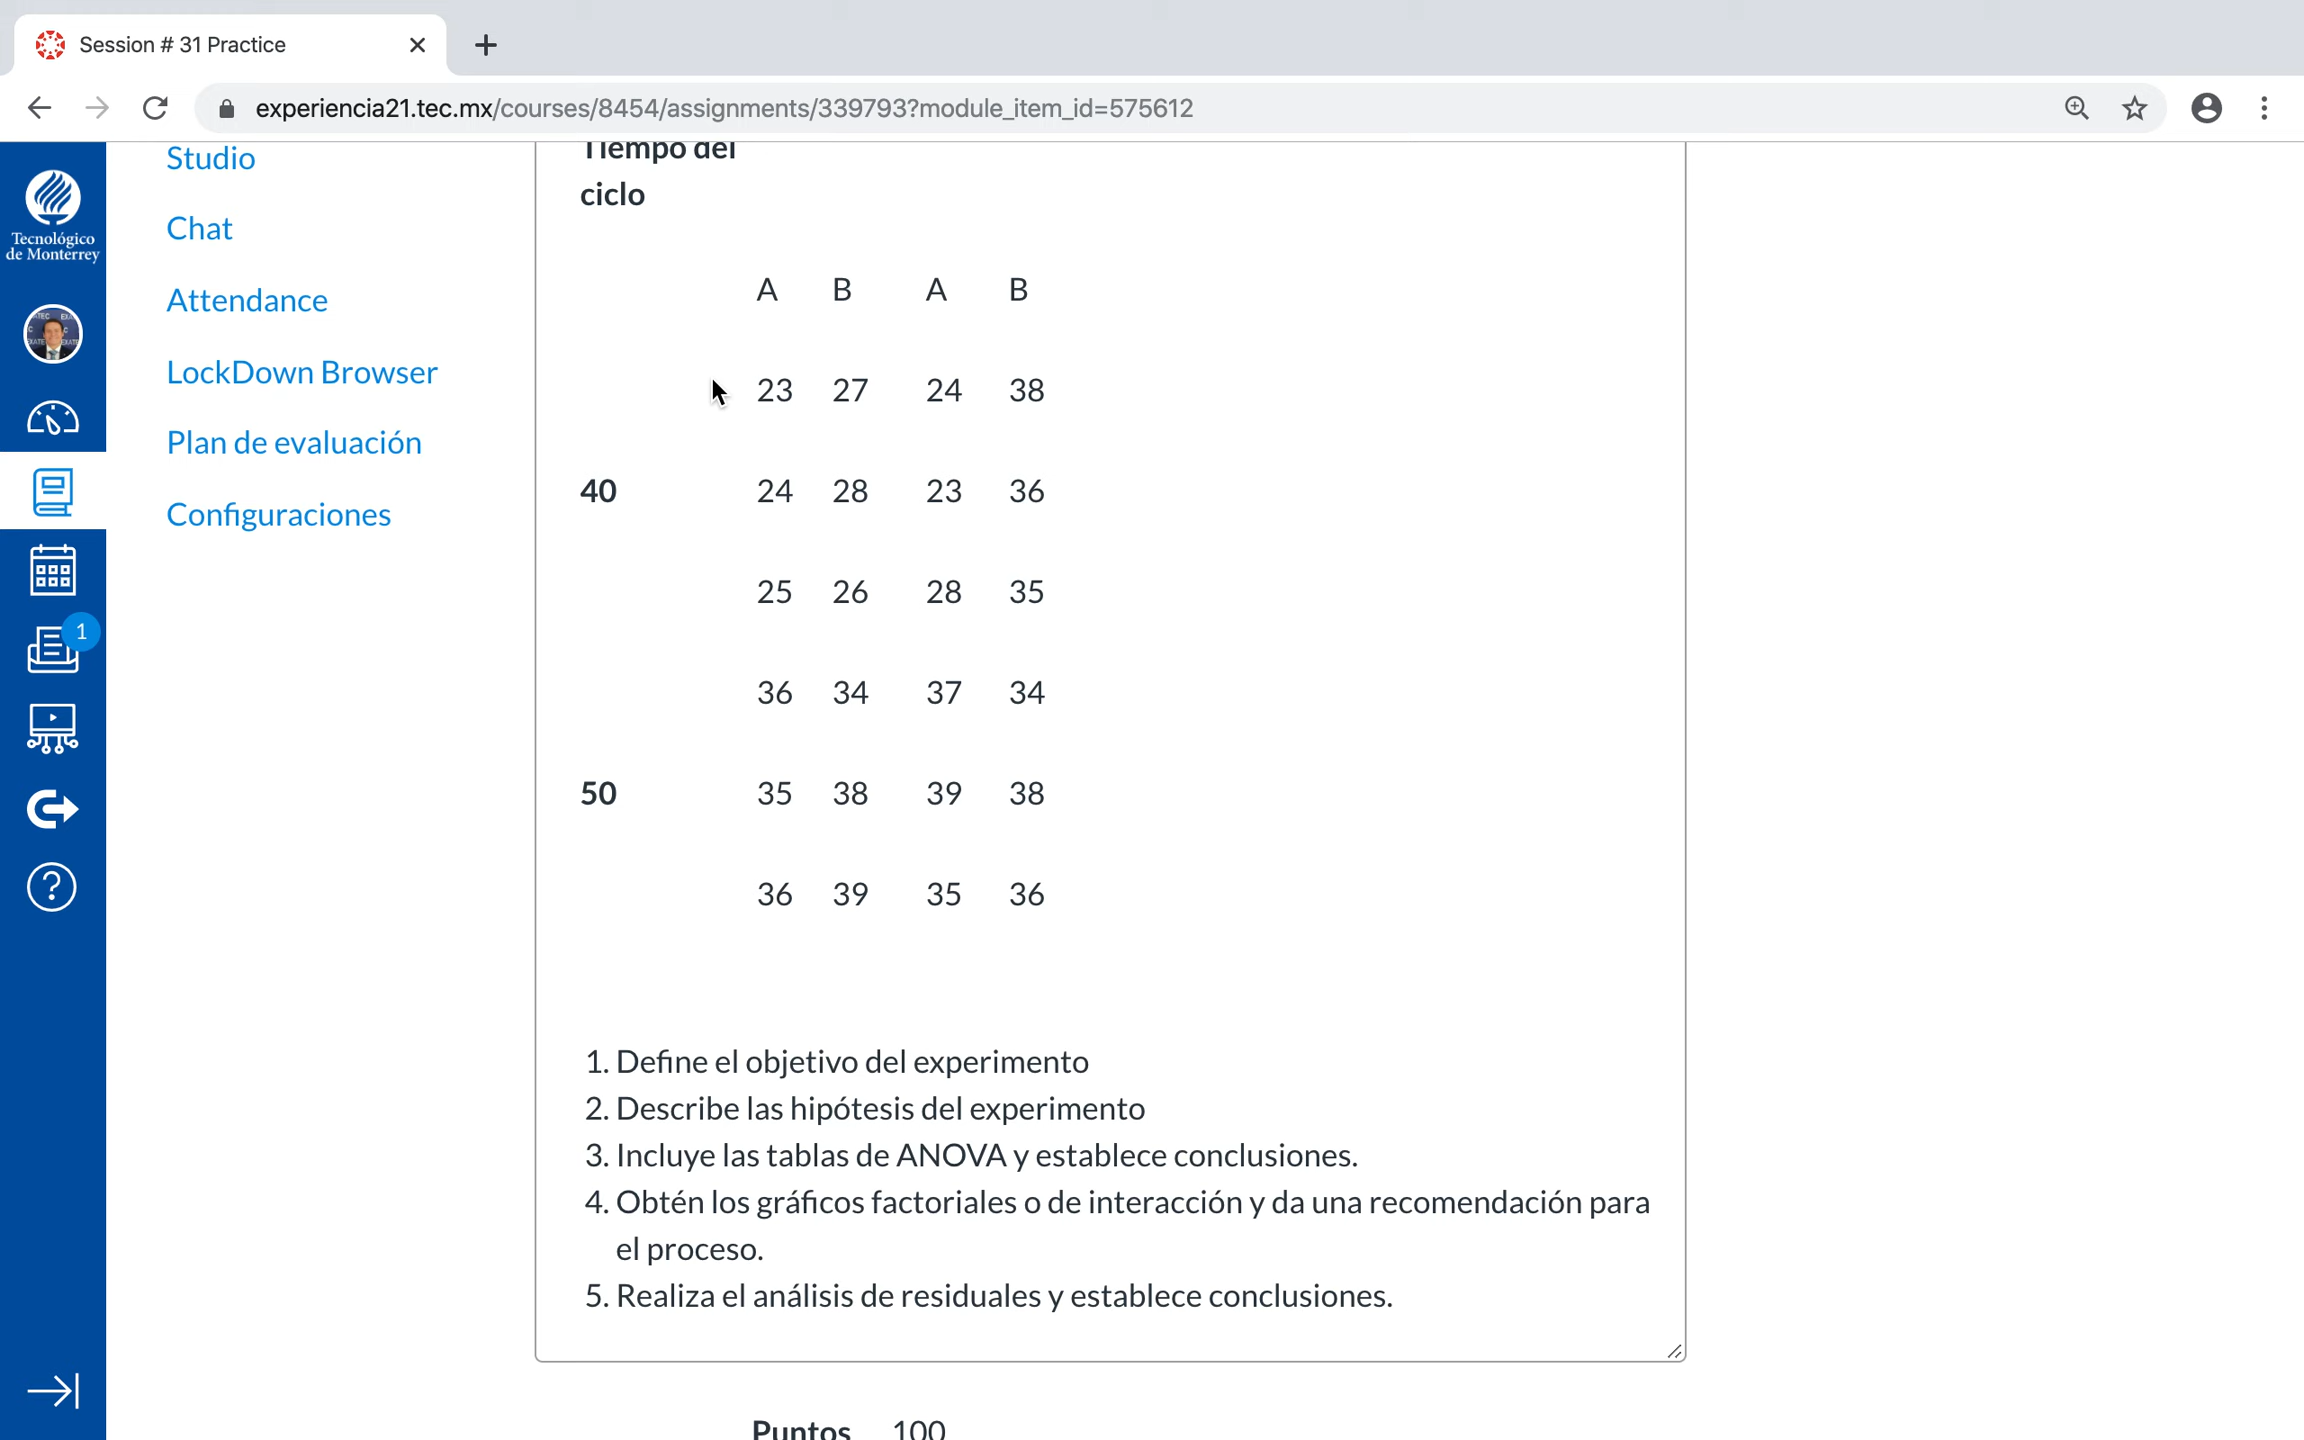 Session # 31 Practice
experiencia21.tec.mx/courses/8454/assignments/339793?module_item_id=575612
Tecnológico
de Monterrey
1
Studio
Chat
Attendance
LockDown Browser
Plan de evaluación
Configuraciones
Tiempo del
ciclo
A B A B
23 27 24 38
40 24 28 23 36
25 26 28 35
36 34 37 34
50 35 38 39 38
36 39 35 36
1. Define el objetivo del experimento
2. Describe las hipótesis del experimento
3. Incluye las tablas de ANOVA y establece conclusiones.
4. Obtén los gráficos factoriales o de interacción y da una recomendación para
el proceso.
5. Realiza el análisis de residuales y establece conclusiones.
Puntos 100